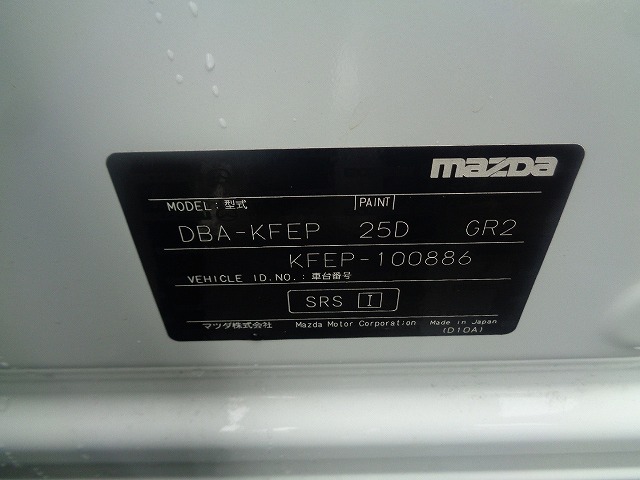 mazda
MODEL:型式 PAINT
DBA-KFEP 25D GR2
KFEP-100886
VEHICLE ID.NO.:車台番号
SRS I
マツダ株式会社 Mazda Motor Corporation Made in Japan
(D10A)